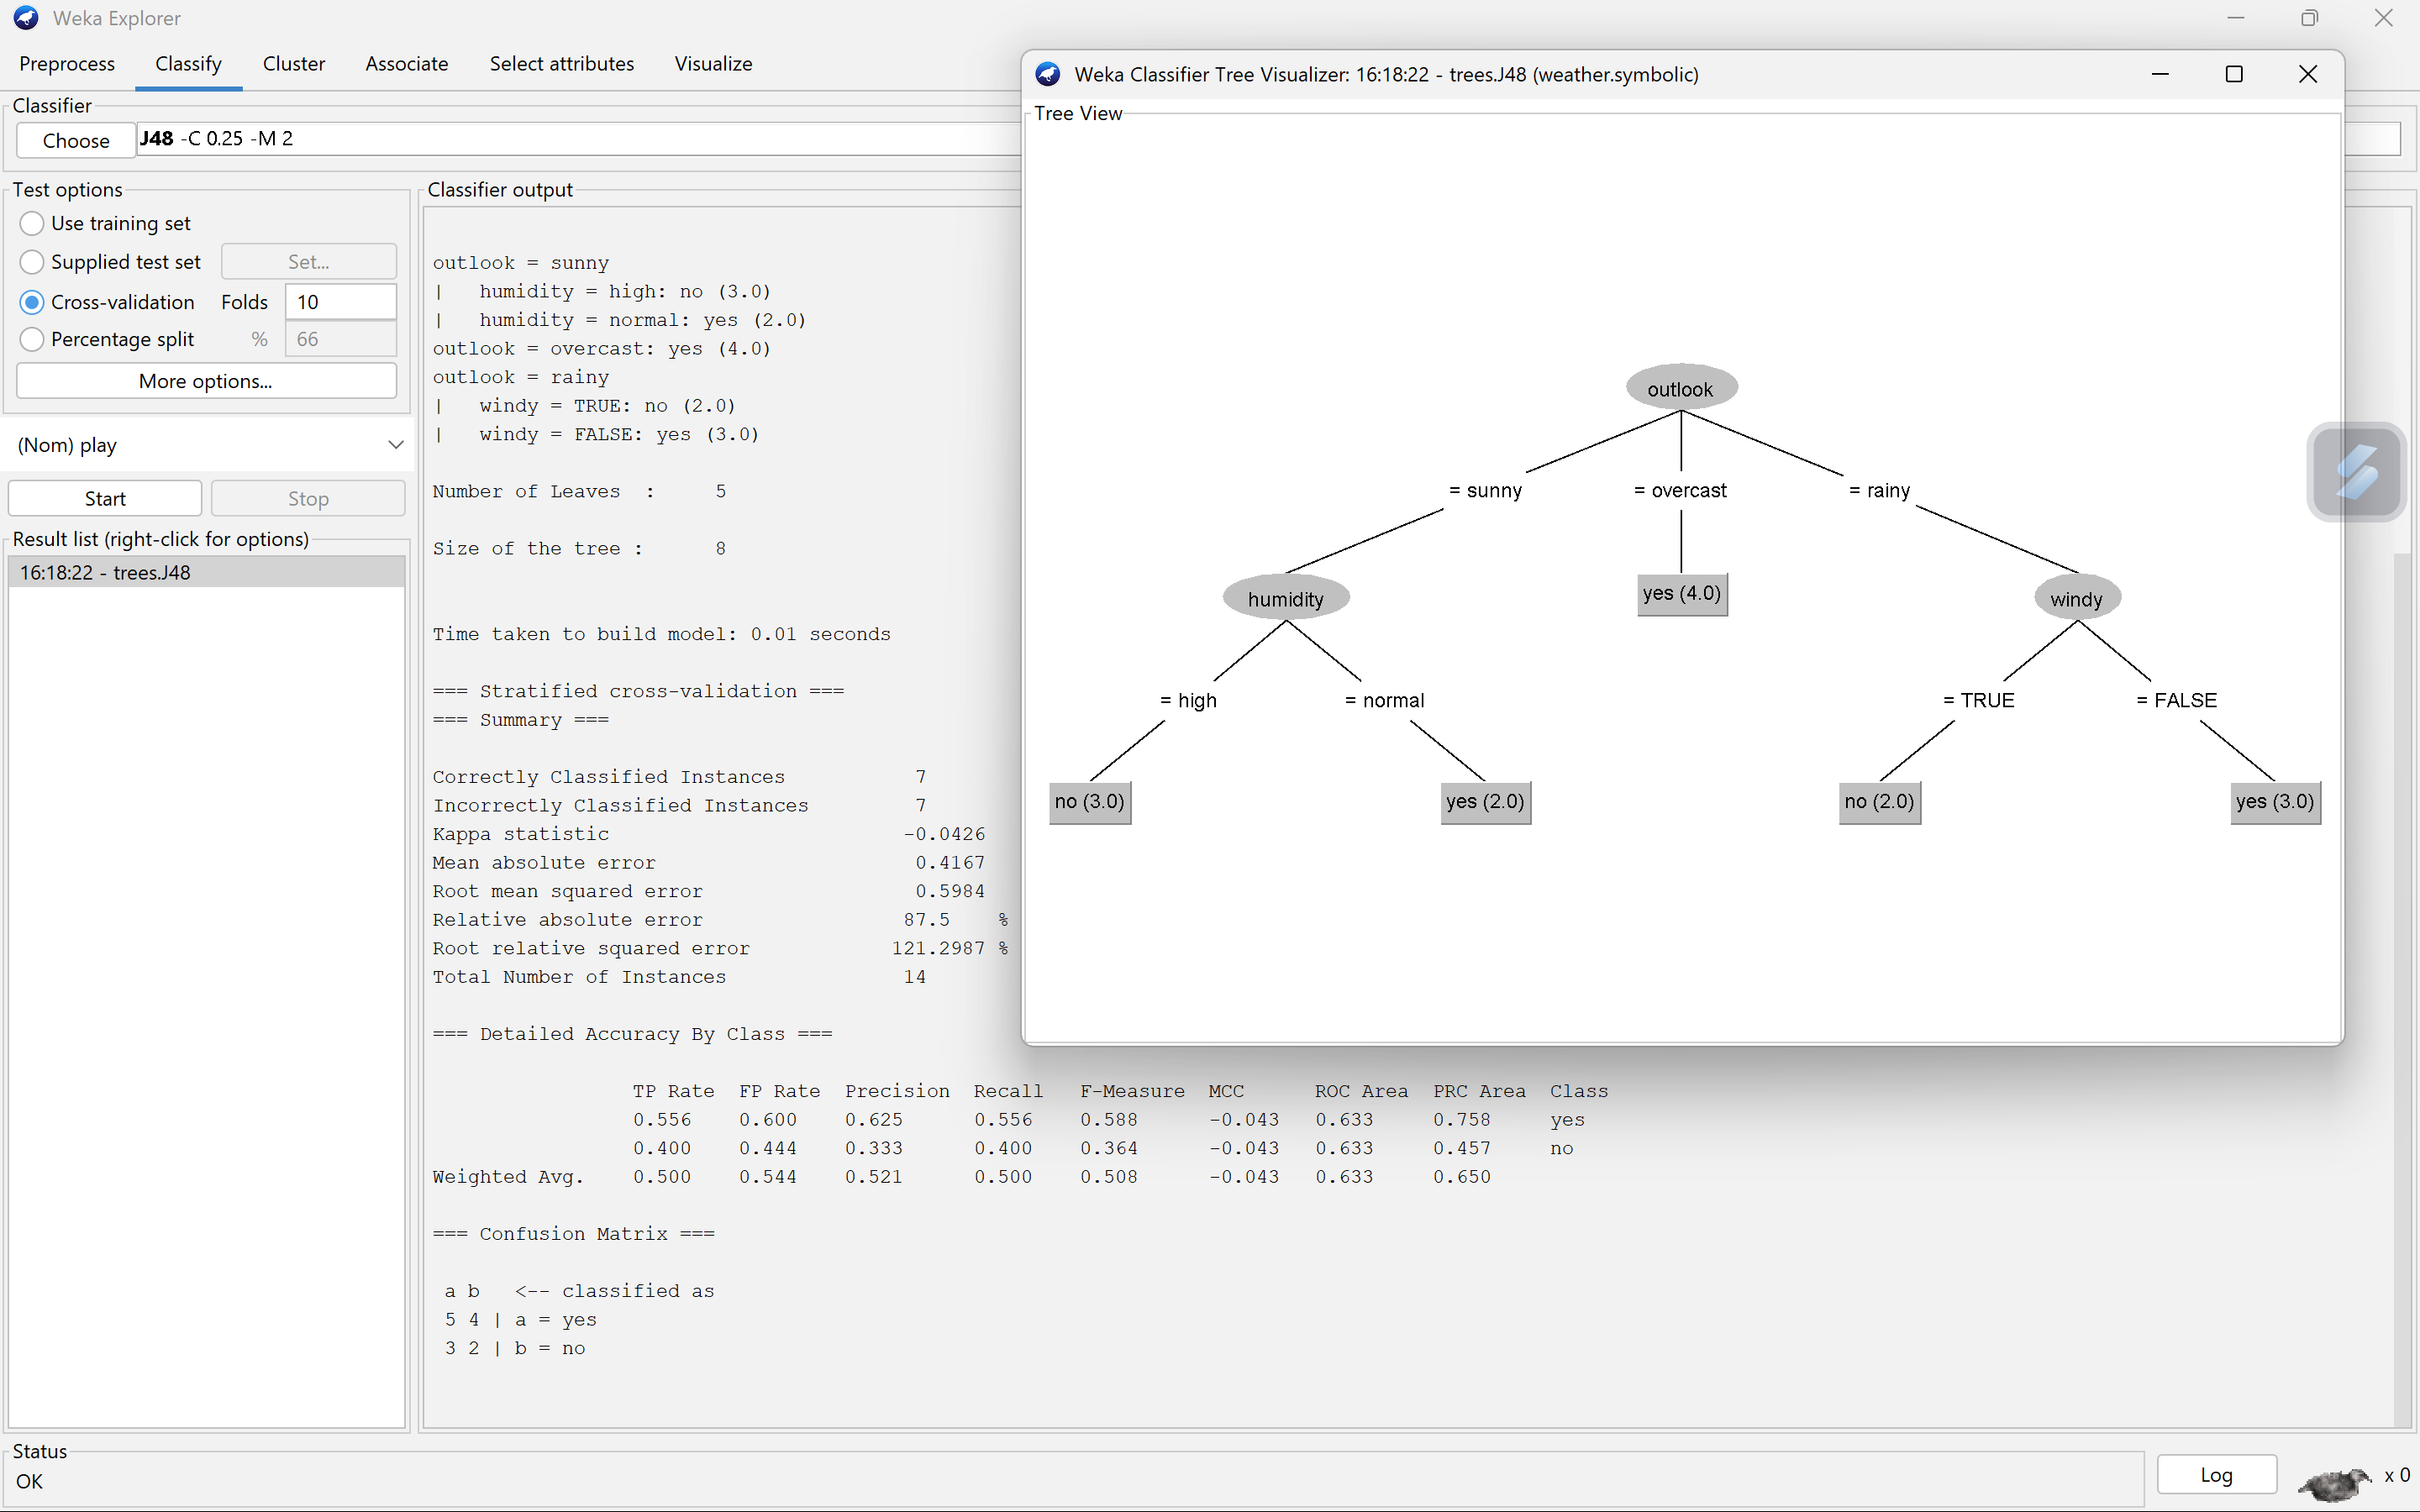 Weka Explorer
Preprocess Classify Cluster Associate Select attributes Visualize
Classifier
Choose J48 -C 0.25 -M 2
Test options
Use training set
Supplied test set Set...
Cross-validation Folds 10
Percentage split % 66
More options...
(Nom) play
Start Stop
Result list (right-click for options)
16:18:22 - trees.J48
Classifier output
outlook = sunny
| humidity = high: no (3.0)
| humidity = normal: yes (2.0)
outlook = overcast: yes (4.0)
outlook = rainy
| windy = TRUE: no (2.0)
| windy = FALSE: yes (3.0)
Number of Leaves : 5
Size of the tree : 8
Time taken to build model: 0.01 seconds
=== Stratified cross-validation ===
=== Summary ===
Correctly Classified Instances 7
Incorrectly Classified Instances 7
Kappa statistic -0.0426
Mean absolute error 0.4167
Root mean squared error 0.5984
Relative absolute error 87.5 %
Root relative squared error 121.2987 %
Total Number of Instances 14
=== Detailed Accuracy By Class ===
TP Rate FP Rate Precision Recall F-Measure MCC ROC Area PRC Area Class
0.556 0.600 0.625 0.556 0.588 -0.043 0.633 0.758 yes
0.400 0.444 0.333 0.400 0.364 -0.043 0.633 0.457 no
Weighted Avg. 0.500 0.544 0.521 0.500 0.508 -0.043 0.633 0.650
=== Confusion Matrix ===
a b <-- classified as
5 4 | a = yes
3 2 | b = no
Weka Classifier Tree Visualizer: 16:18:22 - trees.J48 (weather.symbolic)
Tree View
outlook
= sunny = overcast = rainy
humidity yes (4.0) windy
= high = normal = TRUE = FALSE
no (3.0) yes (2.0) no (2.0) yes (3.0)
Status
OK
Log x 0